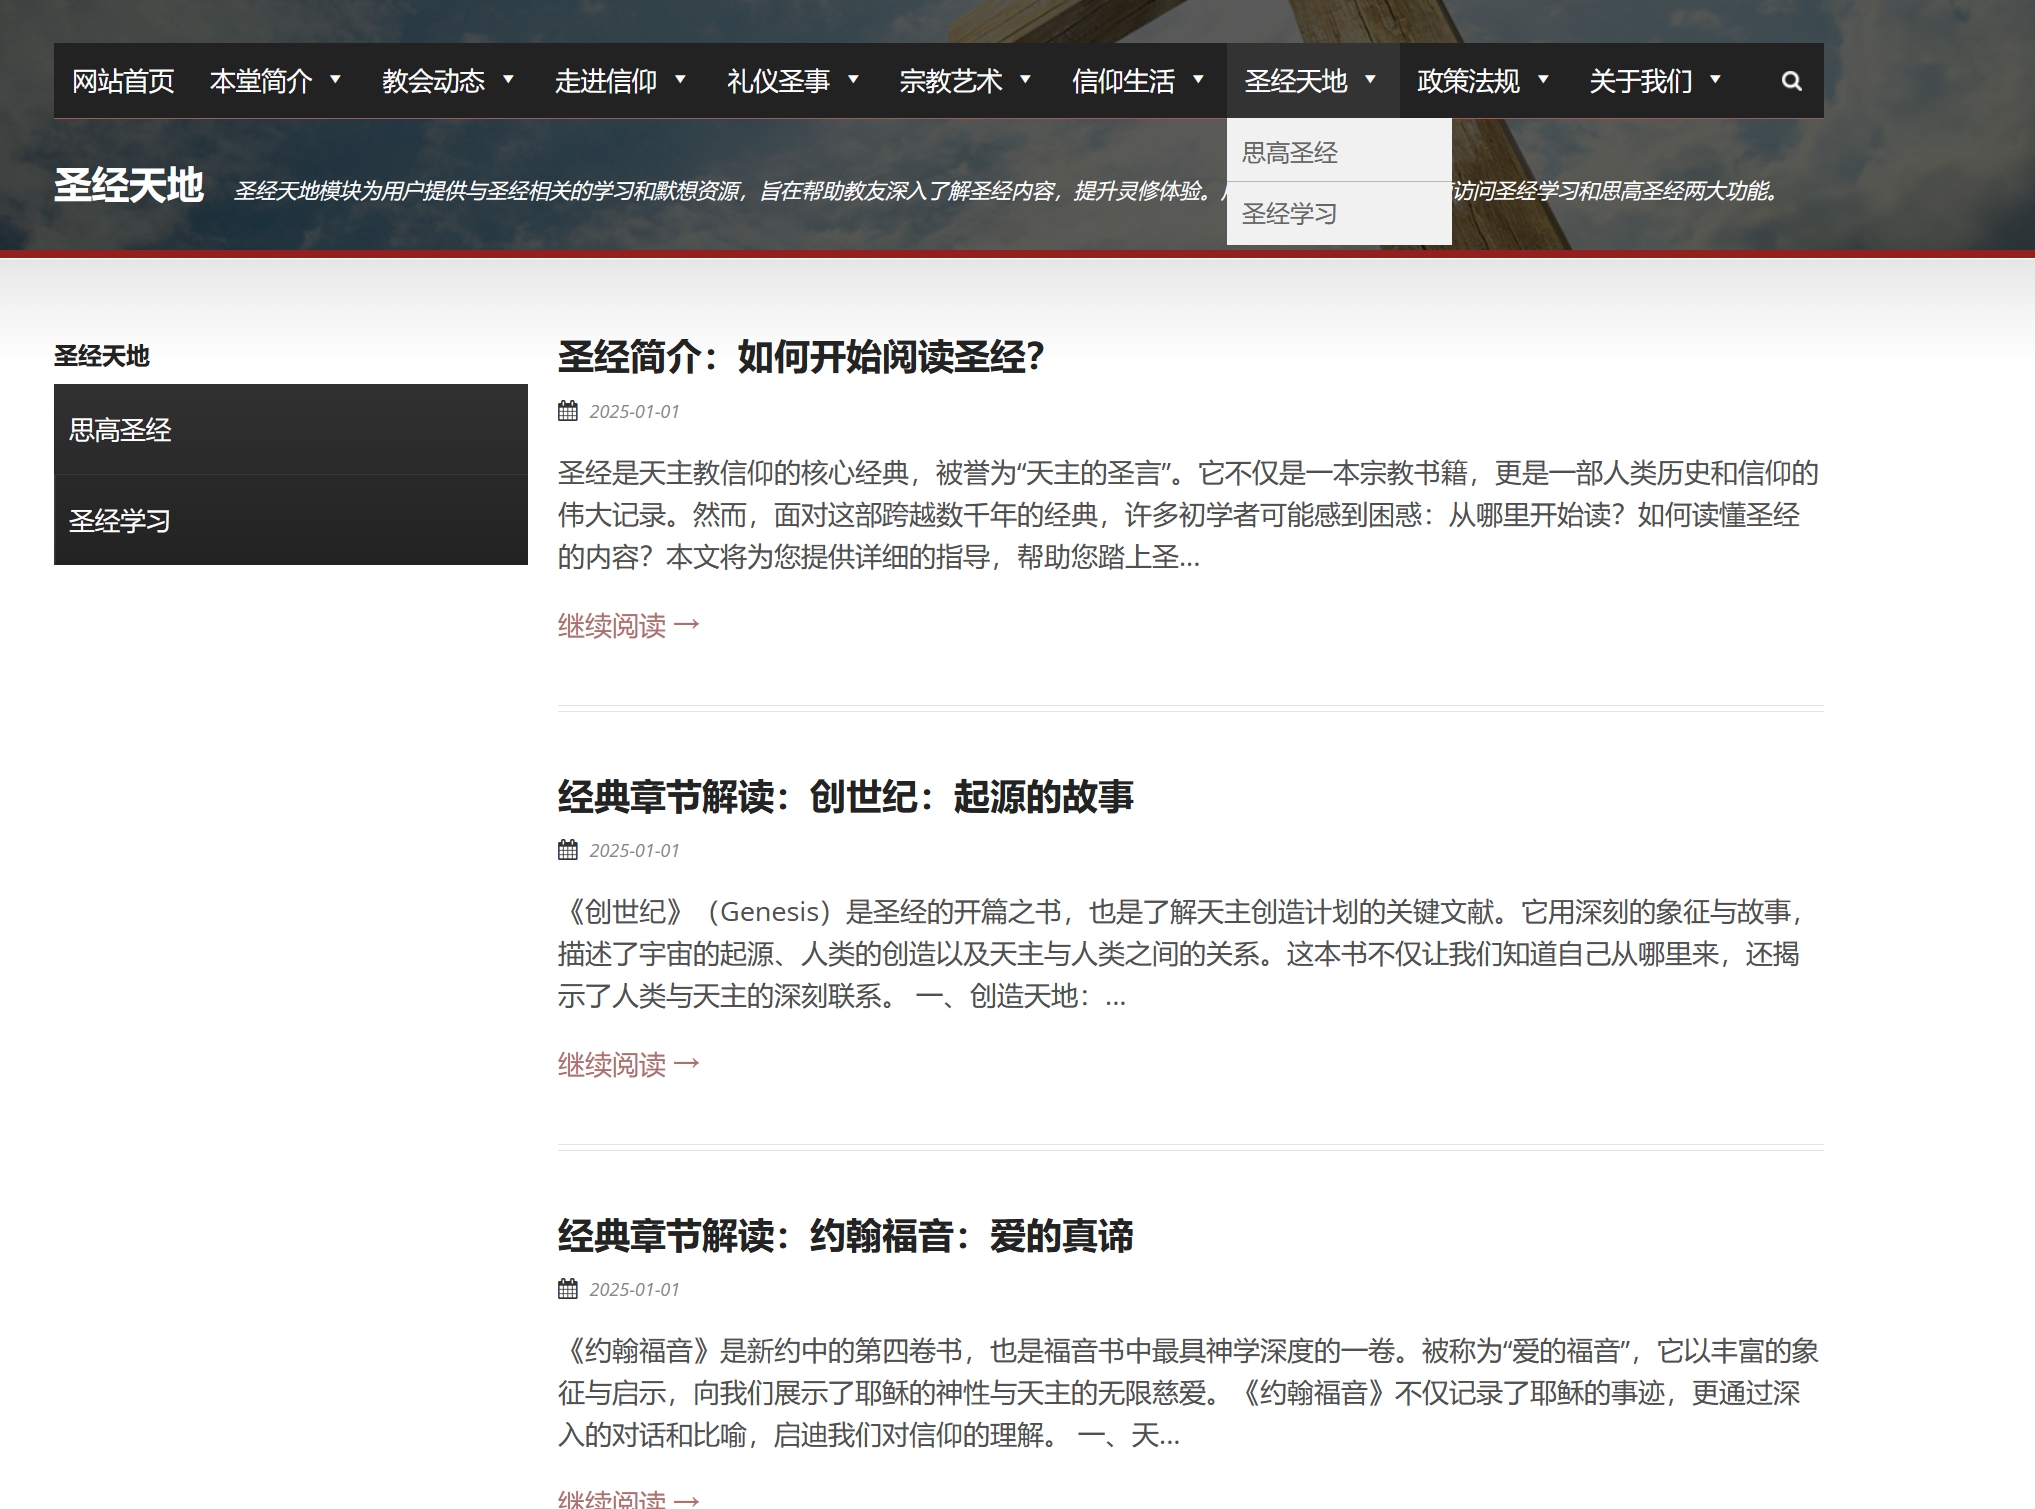 网站首页 本堂简介 教会动态 走进信仰 礼仪圣事 宗教艺术 信仰生活 圣经天地 政策法规 关于我们
思高圣经
圣经学习
圣经天地 圣经天地模块为用户提供与圣经相关的学习和默想资源，旨在帮助教友深入了解圣经内容，提升灵修体验。 访问圣经学习和思高圣经两大功能。
圣经天地
思高圣经
圣经学习
圣经简介：如何开始阅读圣经？
2025-01-01
圣经是天主教信仰的核心经典，被誉为“天主的圣言”。它不仅是一本宗教书籍，更是一部人类历史和信仰的
伟大记录。然而，面对这部跨越数千年的经典，许多初学者可能感到困惑：从哪里开始读？如何读懂圣经
的内容？本文将为您提供详细的指导，帮助您踏上圣...
继续阅读 →
经典章节解读：创世纪：起源的故事
2025-01-01
《创世纪》（Genesis）是圣经的开篇之书，也是了解天主创造计划的关键文献。它用深刻的象征与故事，
描述了宇宙的起源、人类的创造以及天主与人类之间的关系。这本书不仅让我们知道自己从哪里来，还揭
示了人类与天主的深刻联系。 一、创造天地：...
继续阅读 →
经典章节解读：约翰福音：爱的真谛
2025-01-01
《约翰福音》是新约中的第四卷书，也是福音书中最具神学深度的一卷。被称为“爱的福音”，它以丰富的象
征与启示，向我们展示了耶稣的神性与天主的无限慈爱。《约翰福音》不仅记录了耶稣的事迹，更通过深
入的对话和比喻，启迪我们对信仰的理解。 一、天...
继续阅读 →